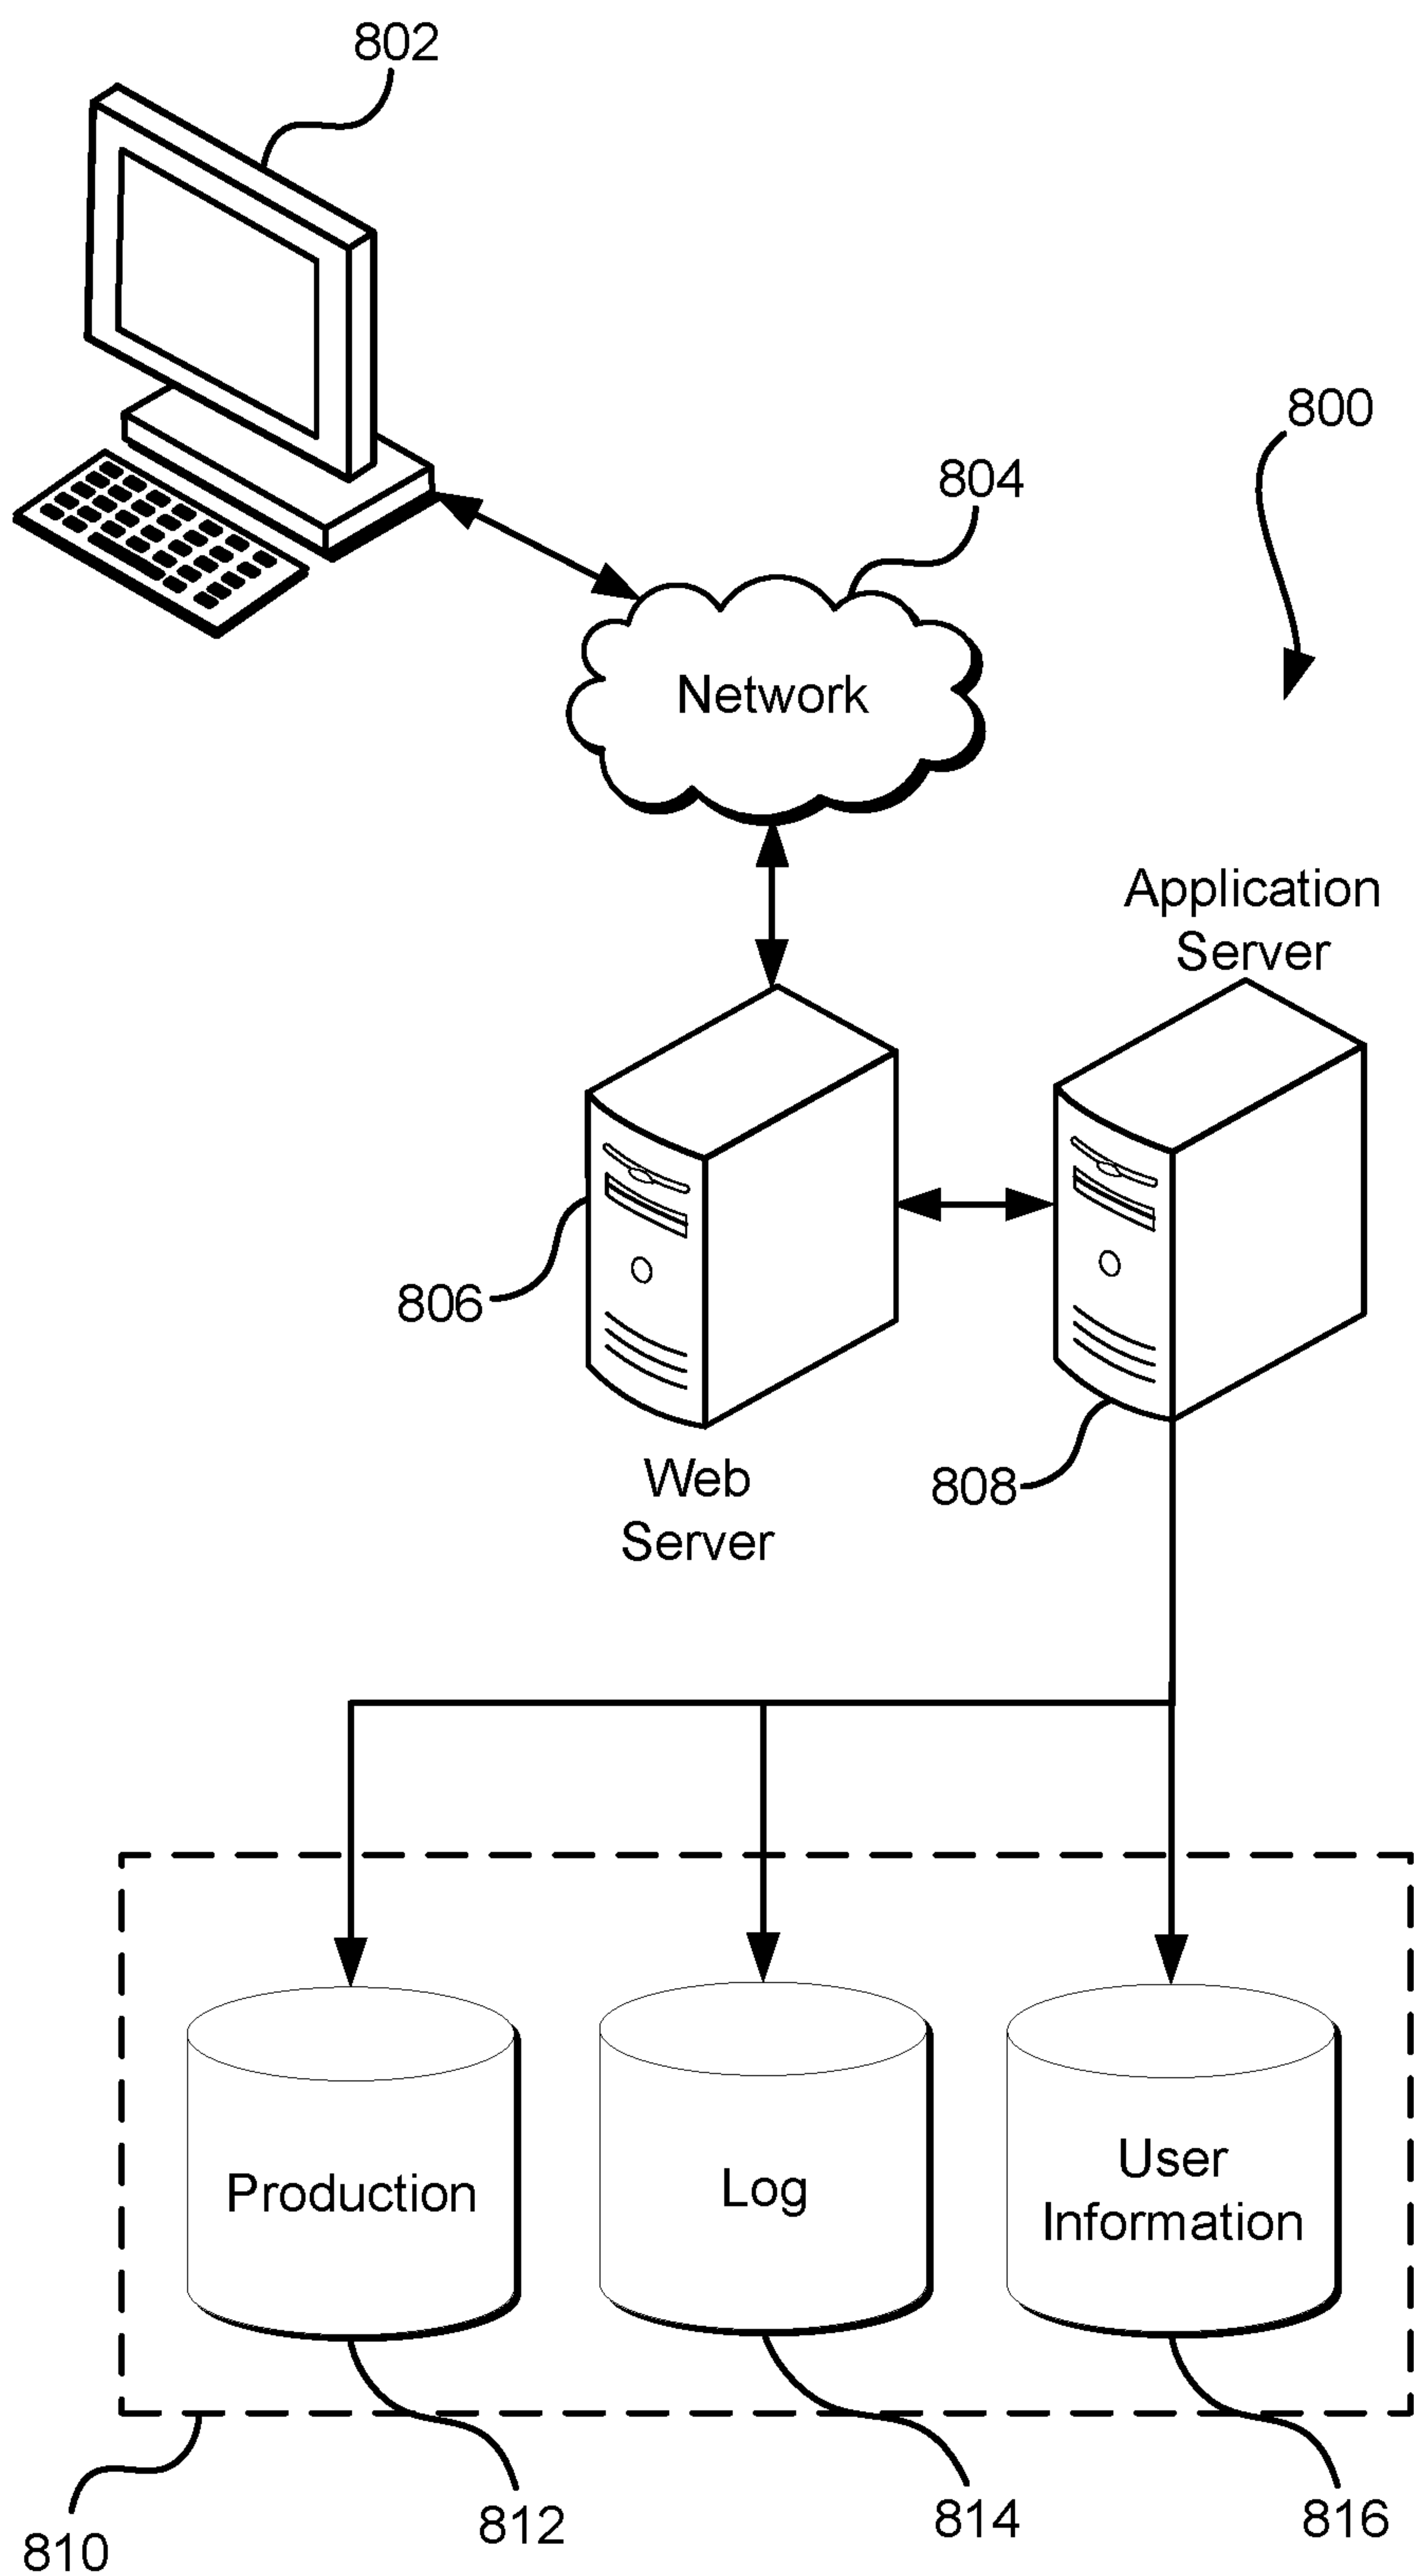 802
800
804
Network
Application
Server
806
Web
Server
808
Production
Log
User
Information
810
812
814
816